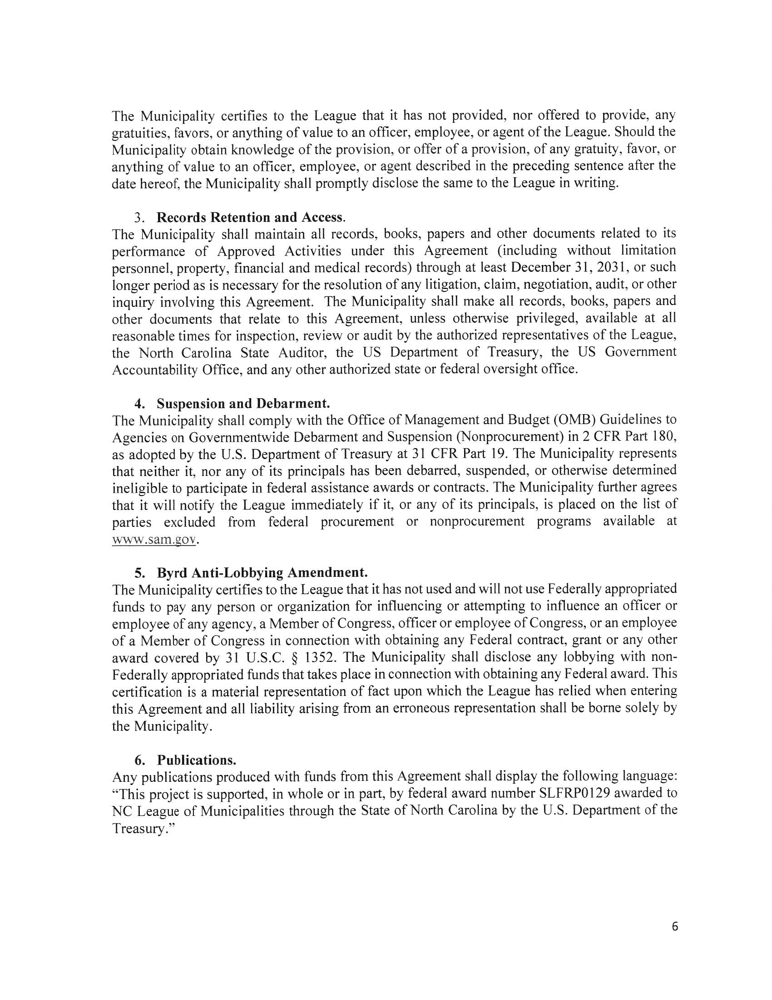 The Municipality certifies to the League that it has not provided, nor offered to provide, any
gratuities, favors, or anything of value to an officer, employee, or agent of the League. Should the
Municipality obtain knowledge of the provision, or offer of a provision, of any gratuity, favor, or
anything of value to an officer, employee, or agent described in the preceding sentence after the
date hereof, the Municipality shall promptly disclose the same to the League in writing.
3. Records Retention and Access.
The Municipality shall maintain all records, books, papers and other documents related to its
performance of Approved Activities under this Agreement (including without limitation
personnel, property, financial and medical records) through at least December 31, 2031, or such
longer period as is necessary for the resolution of any litigation, claim, negotiation, audit, or other
inquiry involving this Agreement. The Municipality shall make all records, books, papers and
other documents that relate to this Agreement, unless otherwise privileged, available at all
reasonable times for inspection, review or audit by the authorized representatives of the League,
the North Carolina State Auditor, the US Department of Treasury, the US Government
Accountability Office, and any other authorized state or federal oversight office.
4. Suspension and Debarment.
The Municipality shall comply with the Office of Management and Budget (OMB) Guidelines to
Agencies on Governmentwide Debarment and Suspension (Nonprocurement) in 2 CFR Part 180,
as adopted by the U.S. Department of Treasury at 31 CFR Part 19. The Municipality represents
that neither it, nor any of its principals has been debarred, suspended, or otherwise determined
ineligible to participate in federal assistance awards or contracts. The Municipality further agrees
that it will notify the League immediately if it, or any of its principals, is placed on the list of
parties excluded from federal procurement or nonprocurement programs available at
www.sam.gov.
5. Byrd Anti-Lobbying Amendment.
The Municipality certifies to the League that it has not used and will not use Federally appropriated
funds to pay any person or organization for influencing or attempting to influence an officer or
employee of any agency, a Member of Congress, officer or employee of Congress, or an employee
of a Member of Congress in connection with obtaining any Federal contract, grant or any other
award covered by 31 U.S.C. § 1352. The Municipality shall disclose any lobbying with non-
Federally appropriated funds that takes place in connection with obtaining any Federal award. This
certification is a material representation of fact upon which the League has relied when entering
this Agreement and all liability arising from an erroneous representation shall be borne solely by
the Municipality.
6. Publications.
Any publications produced with funds from this Agreement shall display the following language:
“This project is supported, in whole or in part, by federal award number SLFRP0129 awarded to
NC League of Municipalities through the State of North Carolina by the U.S. Department of the
Treasury.”
6